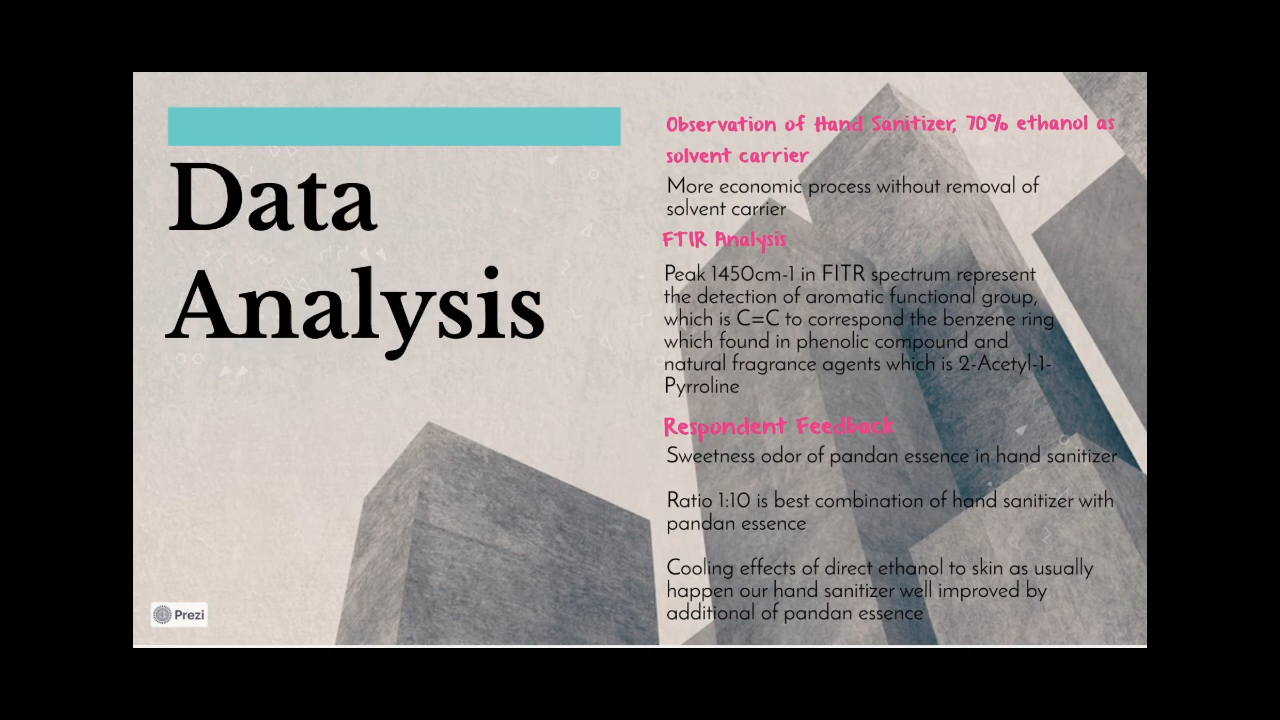 Data
Analysis
Observation of Hand Sanitizer, 70% ethanol as
solvent carrier
More economic process without removal of
solvent carrier
FTIR Analysis
Peak 1450cm-1 in FITR spectrum represent
the detection of aromatic functional group,
which is C=C to correspond the benzene ring
which found in phenolic compound and
natural fragrance agents which is 2-Acetyl-1-
Pyrroline
Respondent Feedback
Sweetness odor of pandan essence in hand sanitizer
Ratio 1:10 is best combination of hand sanitizer with
pandan essence
Cooling effects of direct ethanol to skin as usually
happen our hand sanitizer well improved by
additional of pandan essence
Prezi